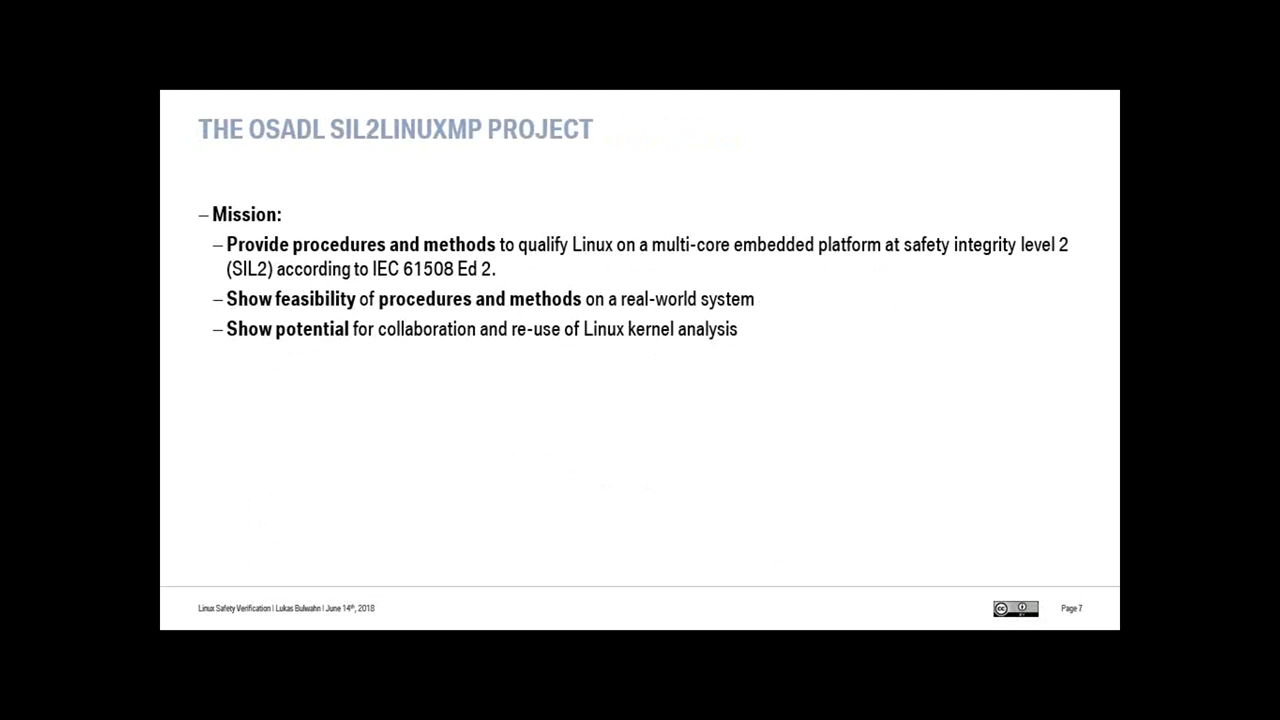 THE OSADL SIL2LINUXMP PROJECT
– Mission:
– Provide procedures and methods to qualify Linux on a multi-core embedded platform at safety integrity level 2
(SIL2) according to IEC 61508 Ed 2.
– Show feasibility of procedures and methods on a real-world system
– Show potential for collaboration and re-use of Linux kernel analysis
Linux Safety Verification | Lukas Bulwahn | June 14th, 2018
cc
BY
Page 7